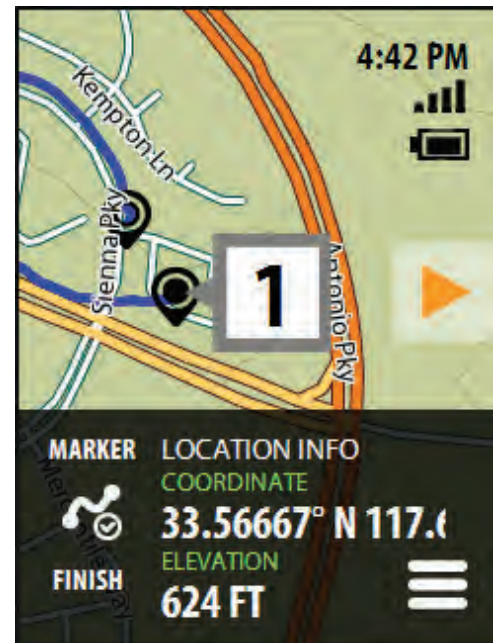 4:42 PM
Kempton Ln
Sienna Pky
1
Antonio Pky
MARKER
LOCATION INFO
COORDINATE
33.56667° N 117.6
ELEVATION
FINISH
624 FT